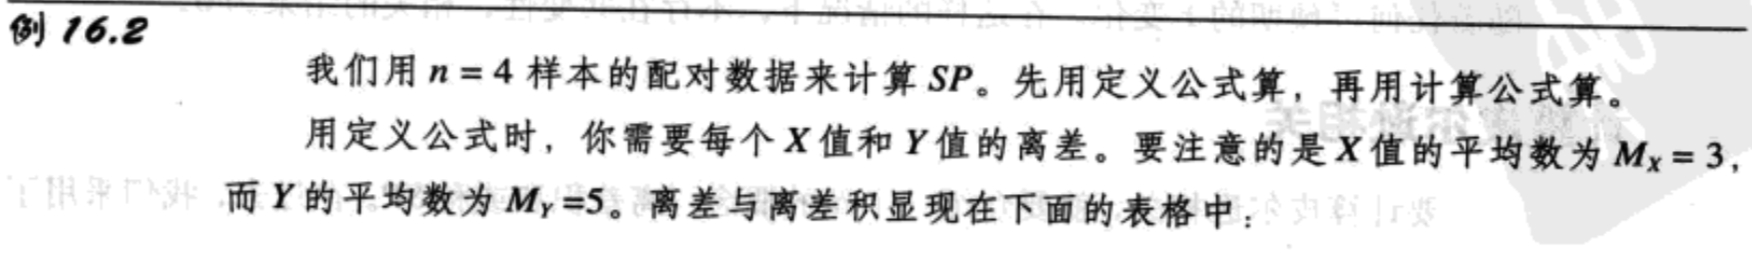 例 16.2
我们用 n = 4 样本的配对数据来计算 SP。先用定义公式算，再用计算公式算。
用定义公式时，你需要每个 X 值和 Y 值的离差。要注意的是 X 值的平均数为 Mx = 3，
而 Y 的平均数为 MY =5。离差与离差积显现在下面的表格中：